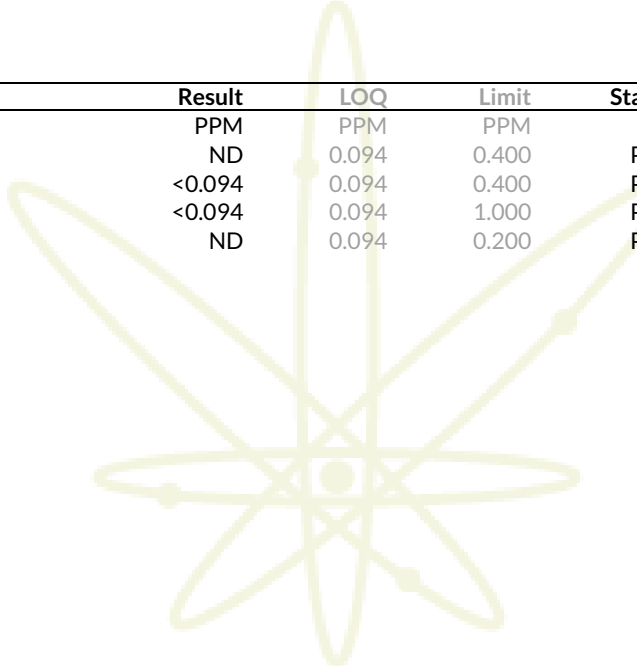 Result LOQ Limit Sta
PPM PPM PPM
ND 0.094 0.400 P
<0.094 0.094 0.400 P
<0.094 0.094 1.000 P
ND 0.094 0.200 P